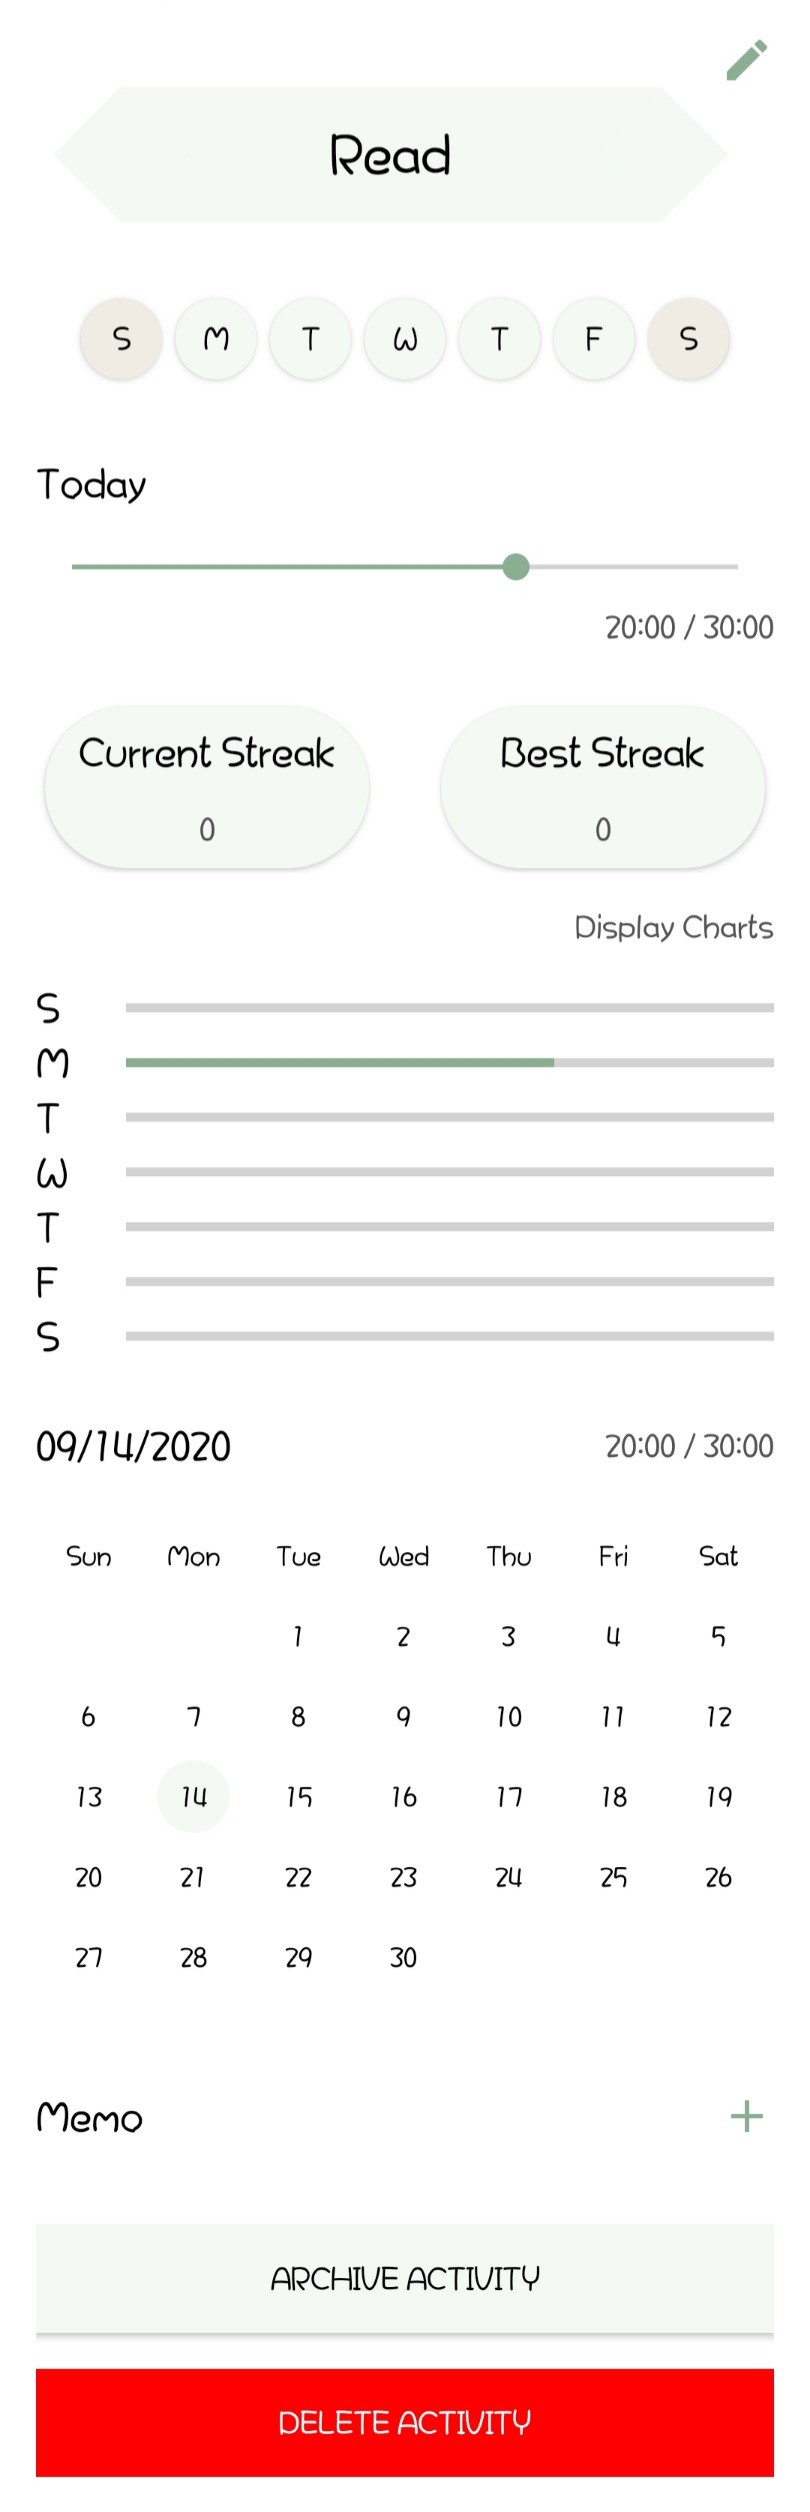 Read
S M T W T F S
Today
20:00 / 30:00
Current Streak Best Streak
0 0
Display Charts
S
M
T
W
T
F
S
09/14/2020 20:00 / 30:00
Sun Mon Tue Wed Thu Fri Sat
1 2 3 4 5
6 7 8 9 10 11 12
13 14 15 16 17 18 19
20 21 22 23 24 25 26
27 28 29 30
Memo
ARCHIVE ACTIVITY
DELETE ACTIVITY